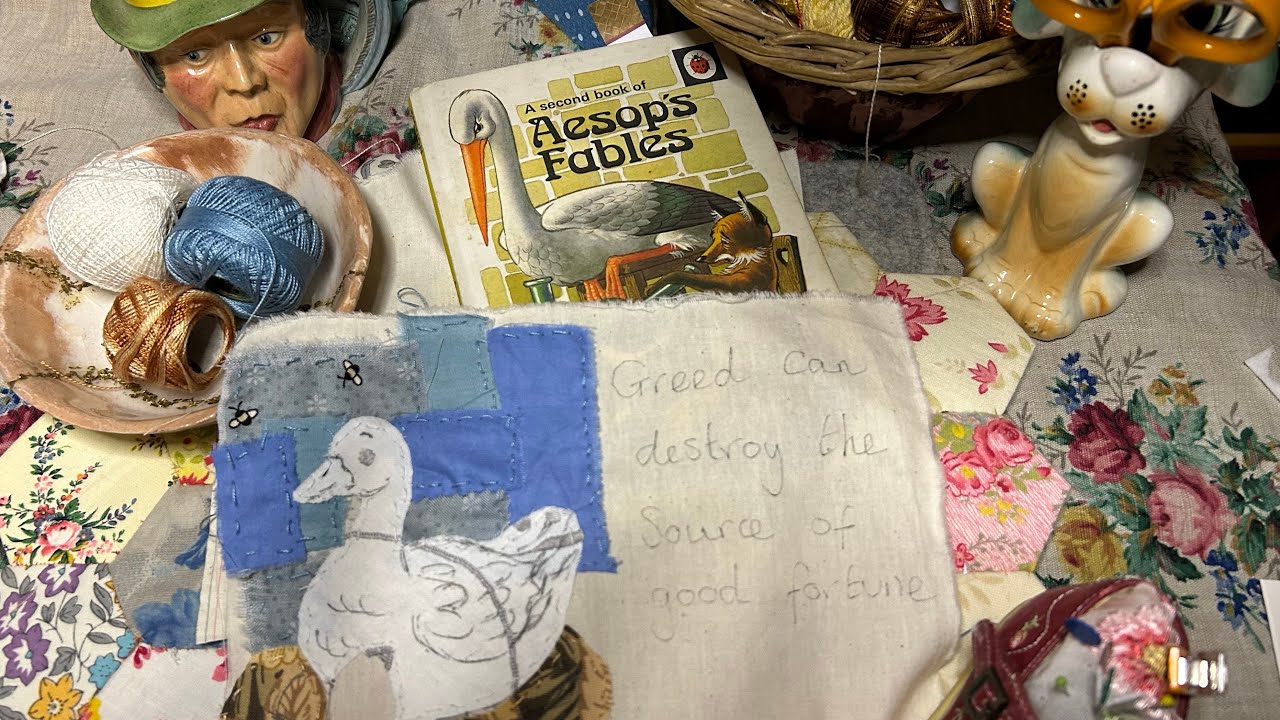 A second book of
Aesop's
Fables
Greed can
destroy the
Source of
good fortune